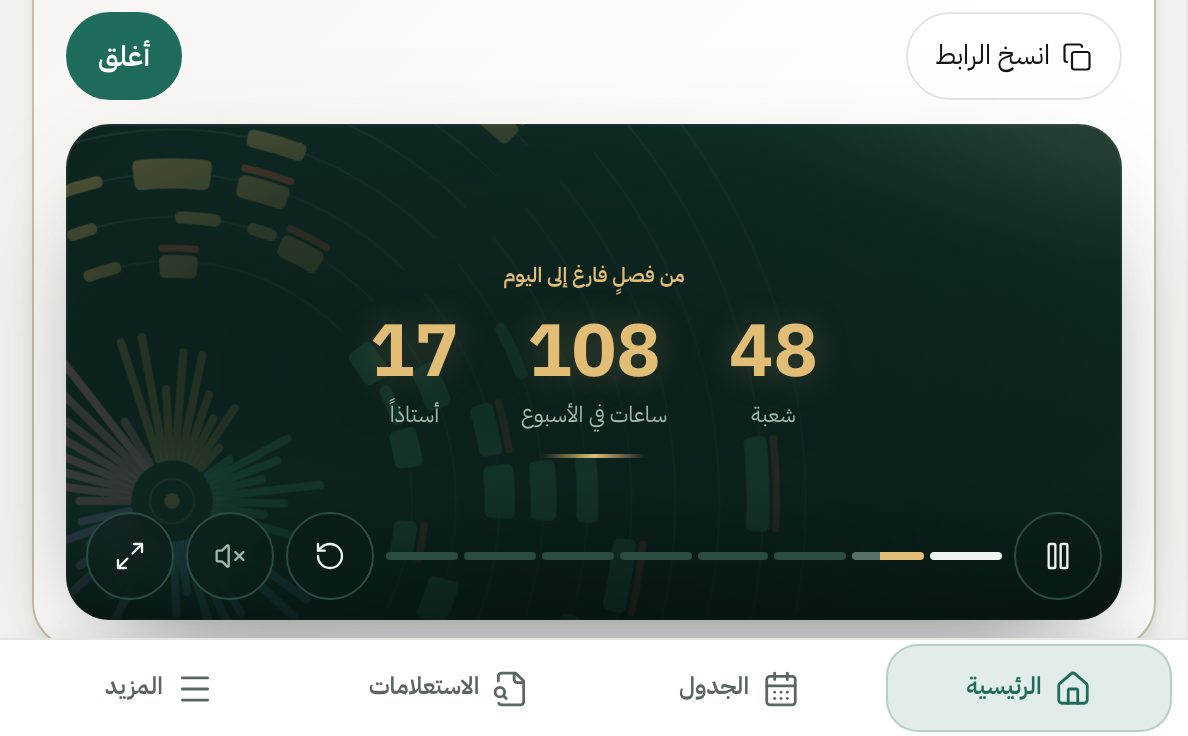 انسخ الرابط
أغلق
من فصلٍ فارغ إلى اليوم
48 108 17
شعبة ساعات في الأسبوع أستاذاً
الرئيسية الجدول الاستعلامات المزيد